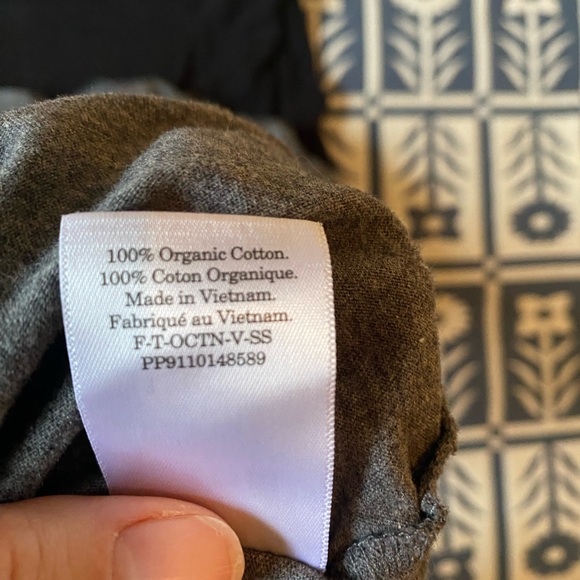 100% Organic Cotton.
100% Coton Organique.
Made in Vietnam.
Fabriqué au Vietnam.
F-T-OCTN-V-SS
PP9110148589